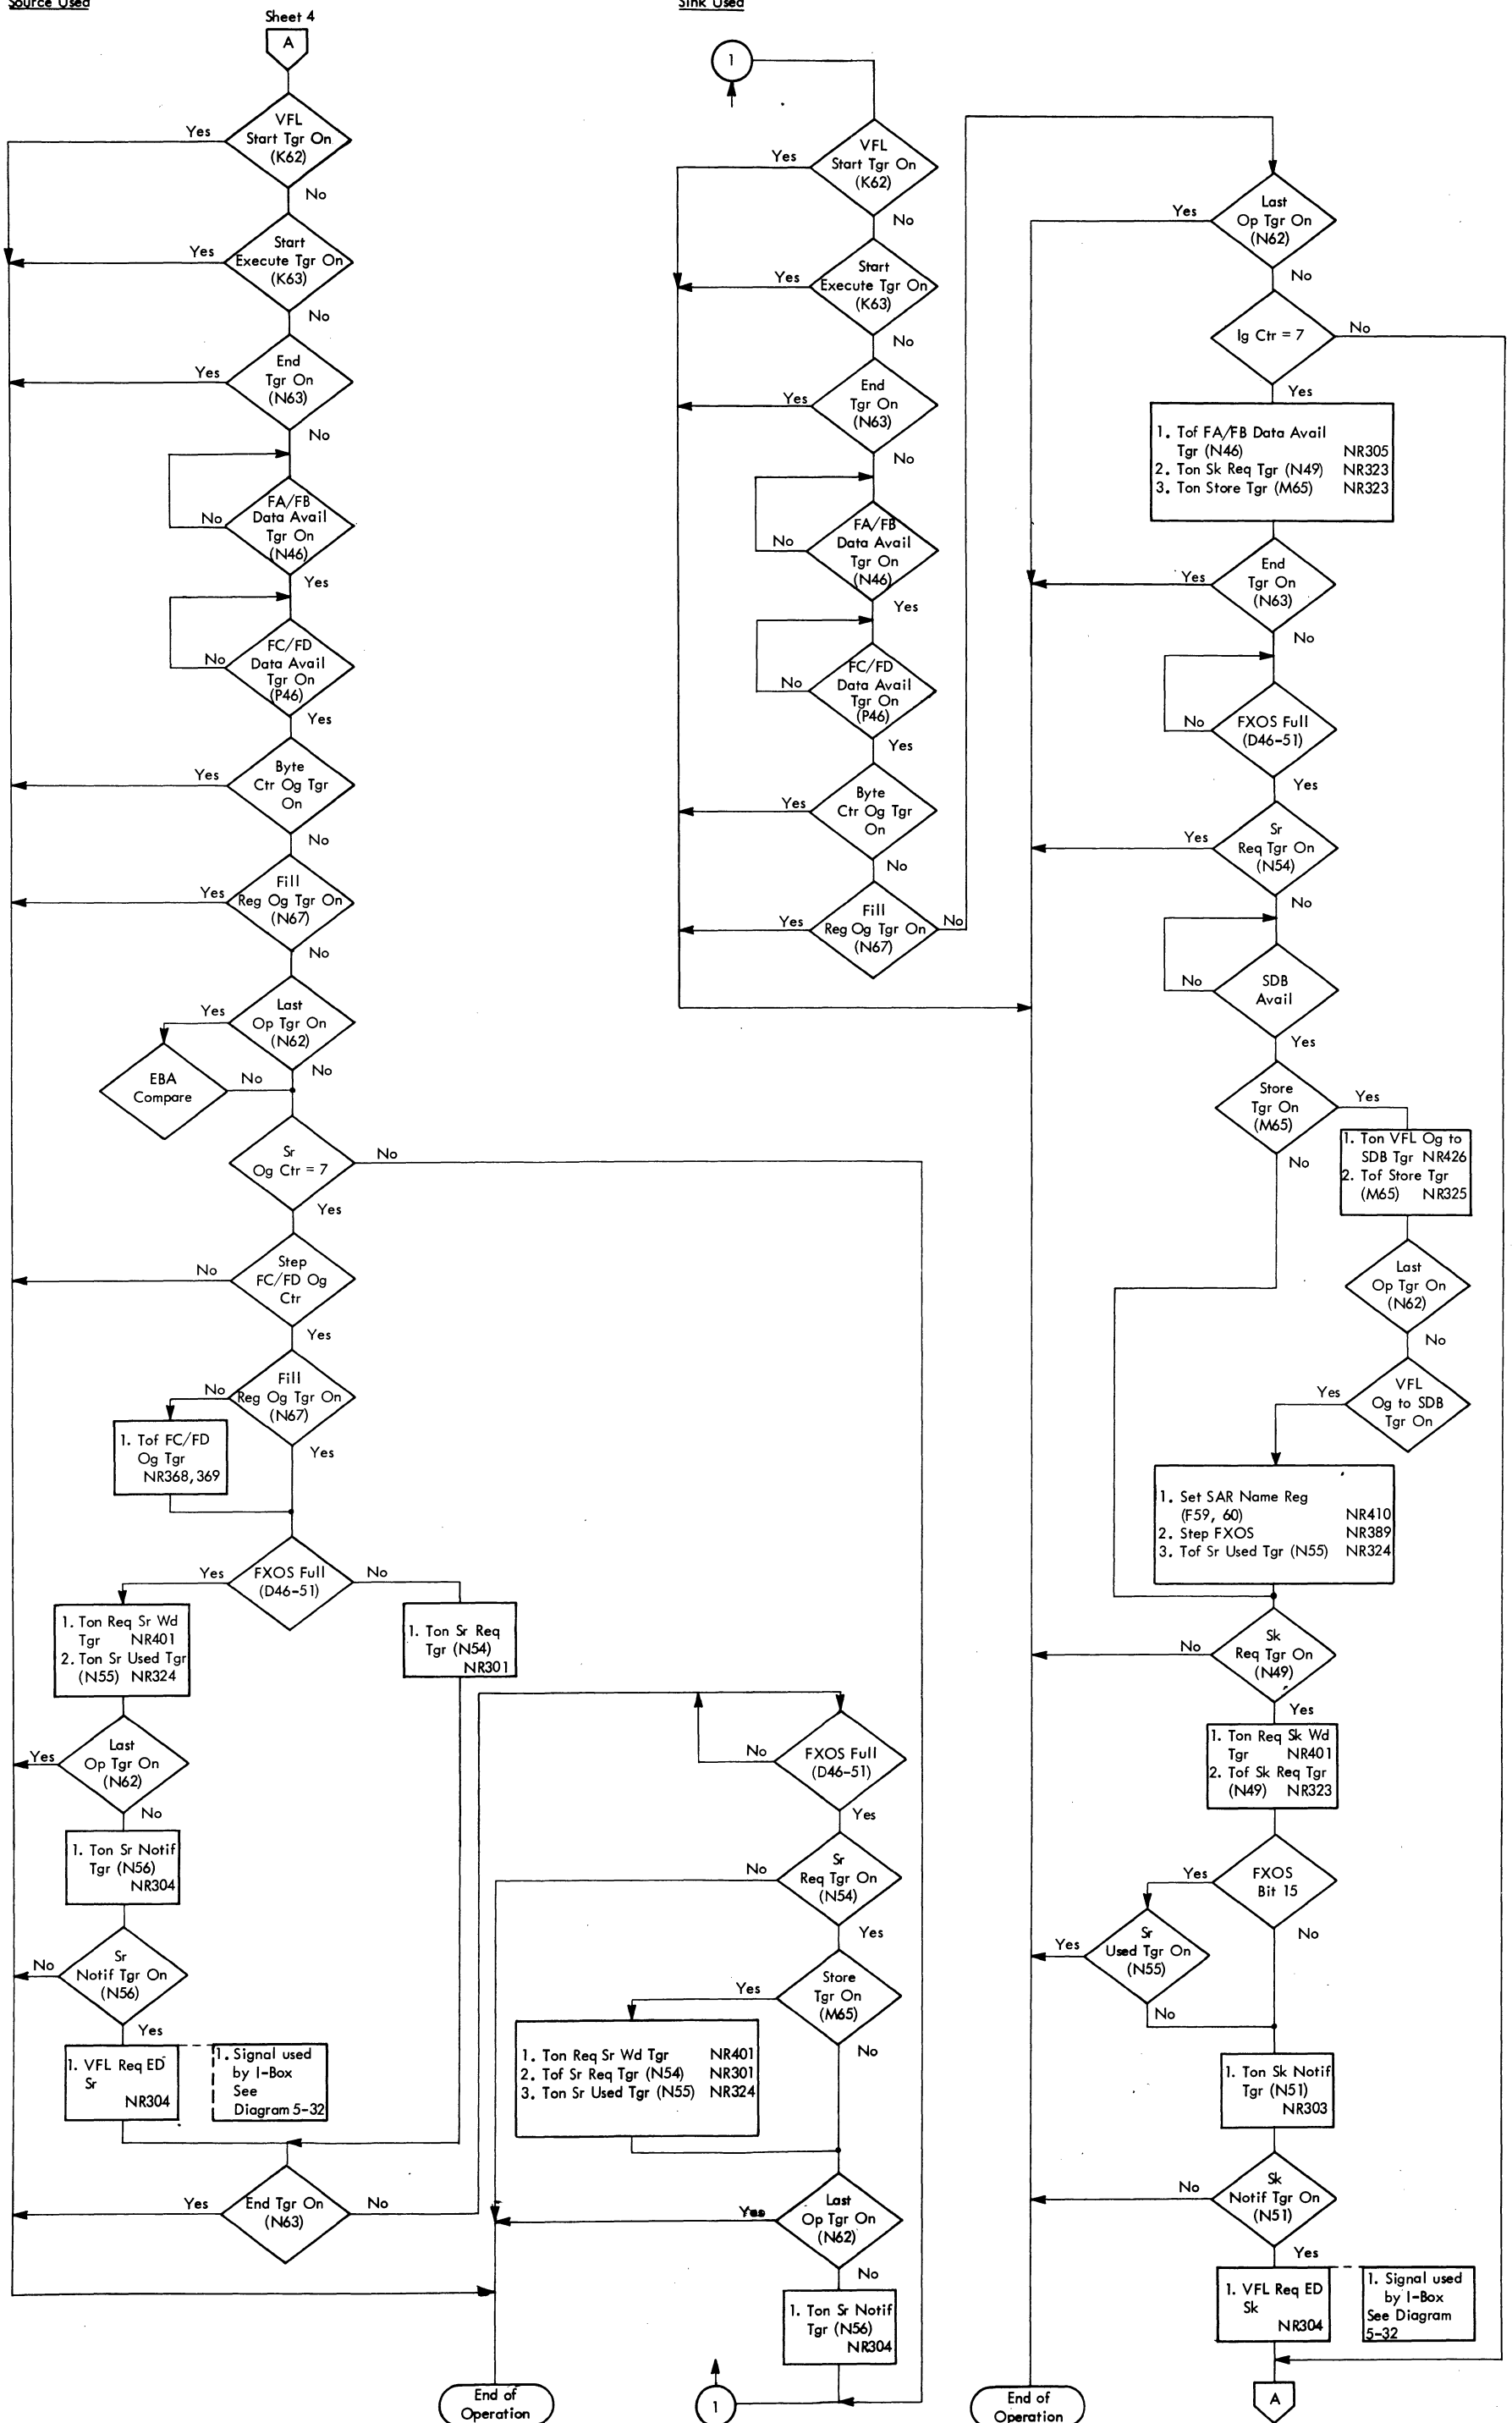 Source Used
Sheet 4
A
VFL
Start Tgr On
(K62)
Yes
No
Start
Execute Tgr On
(K63)
Yes
No
End
Tgr On
(N63)
Yes
No
FA/FB
Data Avail
Tgr On
(N46)
No
Yes
FC/FD
Data Avail
Tgr On
(P46)
No
Yes
Byte
Ctr Og Tgr
On
Yes
No
Fill
Reg Og Tgr On
(N67)
Yes
No
Last
Op Tgr On
(N62)
Yes
No
EBA
Compare
No
Sr
Og Ctr = 7
No
Yes
Step
FC/FD Og
Ctr
No
Yes
Fill
Reg Og Tgr On
(N67)
No
Yes
1. Tof FC/FD
Og Tgr
NR368,369
FXOS Full
(D46-51)
Yes
No
1. Ton Req Sr Wd
Tgr NR401
2. Ton Sr Used Tgr
(N55) NR324
1. Ton Sr Req
Tgr (N54)
NR301
Last
Op Tgr On
(N62)
Yes
No
1. Ton Sr Notif
Tgr (N56)
NR304
Sr
Notif Tgr On
(N56)
No
Yes
1. VFL Req ED
Sr
NR304
1. Signal used
by I-Box
See
Diagram 5-32
End Tgr On
(N63)
Yes
No
FXOS Full
(D46-51)
No
Yes
Sr
Req Tgr On
(N54)
No
Yes
Store
Tgr On
(M65)
Yes
No
1. Ton Req Sr Wd Tgr NR401
2. Tof Sr Req Tgr (N54) NR301
3. Ton Sr Used Tgr (N55) NR324
Last
Op Tgr On
(N62)
Yes
No
1. Ton Sr Notif
Tgr (N56)
NR304
1
End of
Operation
Sink Used
1
VFL
Start Tgr On
(K62)
Yes
No
Start
Execute Tgr On
(K63)
Yes
No
End
Tgr On
(N63)
Yes
No
FA/FB
Data Avail
Tgr On
(N46)
No
Yes
FC/FD
Data Avail
Tgr On
(P46)
No
Yes
Byte
Ctr Og Tgr
On
Yes
No
Fill
Reg Og Tgr On
(N67)
Yes
No
Last
Op Tgr On
(N62)
Yes
No
Ig Ctr = 7
No
Yes
1. Tof FA/FB Data Avail
Tgr (N46) NR305
2. Ton Sk Req Tgr (N49) NR323
3. Ton Store Tgr (M65) NR323
End
Tgr On
(N63)
Yes
No
FXOS Full
(D46-51)
No
Yes
Sr
Req Tgr On
(N54)
Yes
No
SDB
Avail
No
Yes
Store
Tgr On
(M65)
Yes
No
1. Ton VFL Og to
SDB Tgr NR426
2. Tof Store Tgr
(M65) NR325
Last
Op Tgr On
(N62)
No
VFL
Og to SDB
Tgr On
Yes
1. Set SAR Name Reg
(F59, 60) NR410
2. Step FXOS NR389
3. Tof Sr Used Tgr (N55) NR324
Sk
Req Tgr On
(N49)
No
Yes
1. Ton Req Sk Wd
Tgr NR401
2. Tof Sk Req Tgr
(N49) NR323
FXOS
Bit 15
Yes
No
Sr
Used Tgr On
(N55)
Yes
No
1. Ton Sk Notif
Tgr (N51)
NR303
Sk
Notif Tgr On
(N51)
No
Yes
1. VFL Req ED
Sk
NR304
1. Signal used
by I-Box
See Diagram
5-32
A
End of
Operation